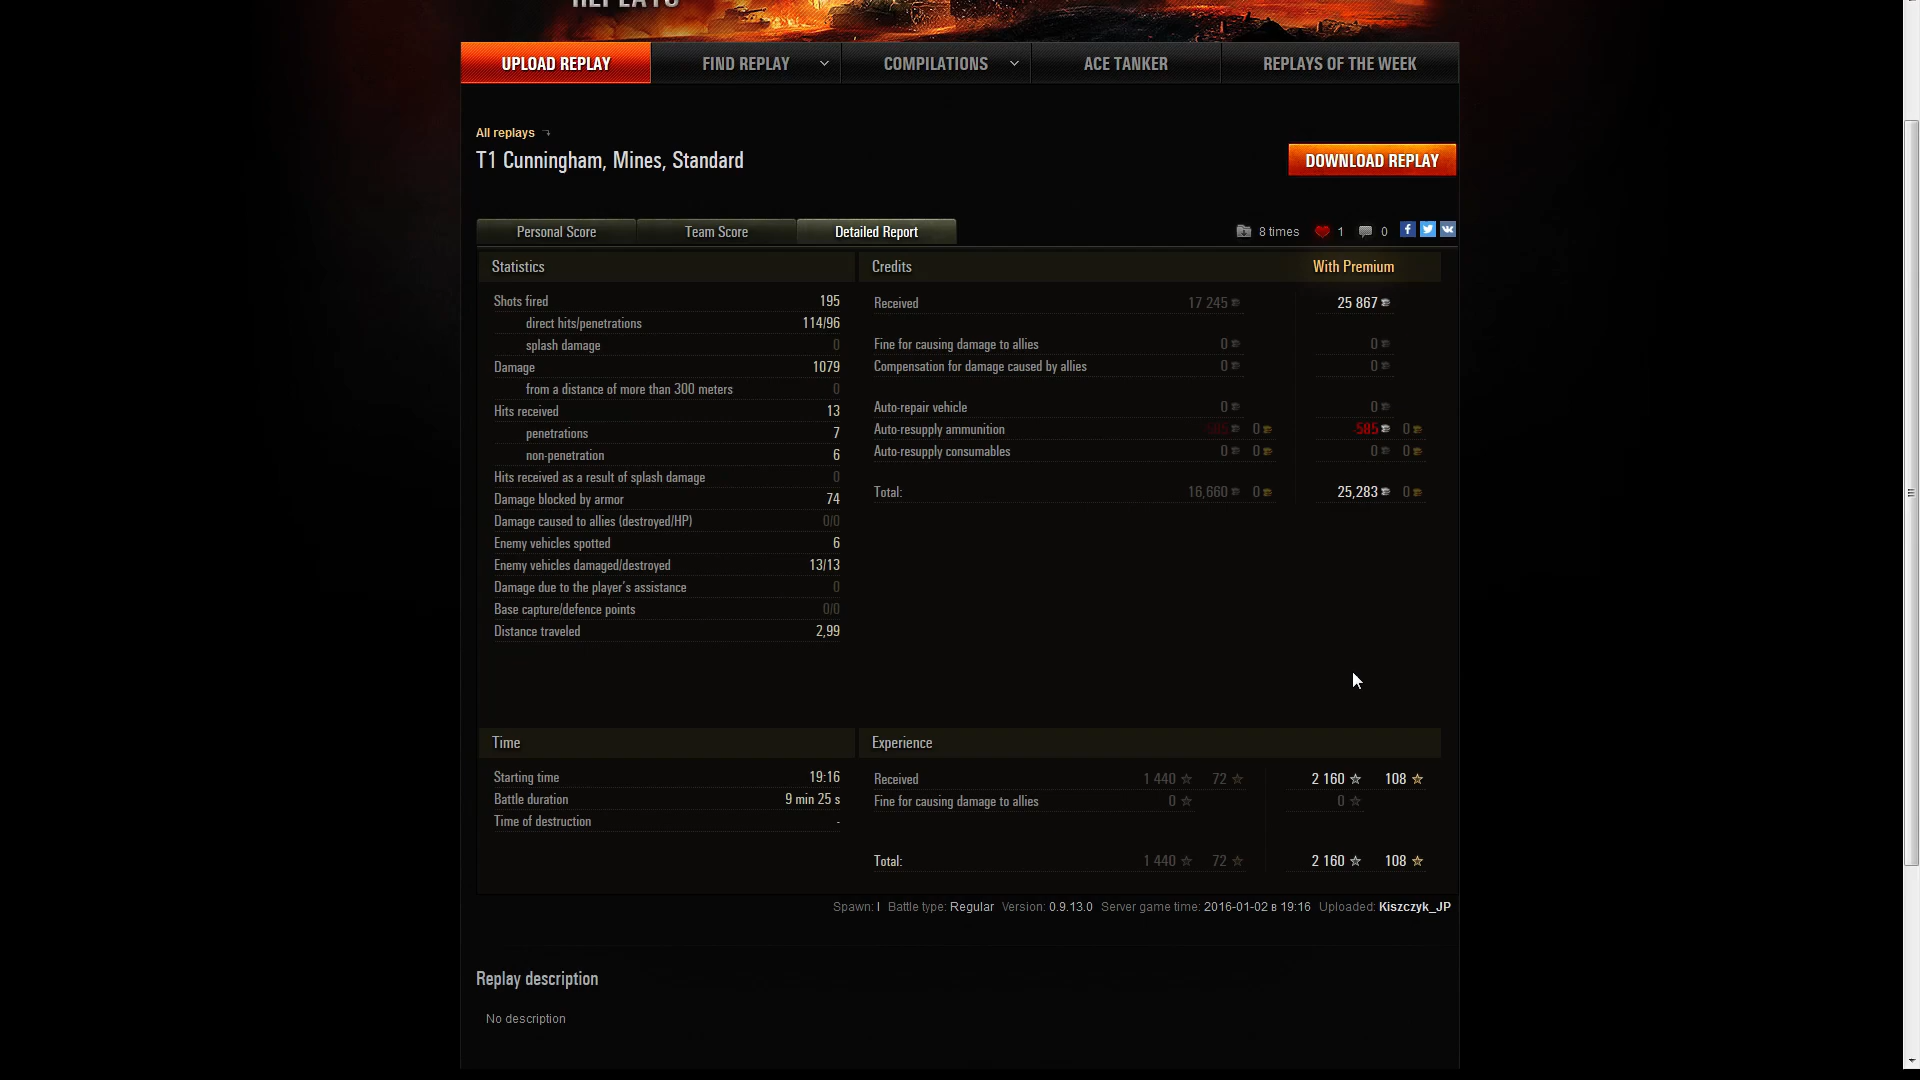 REPLAYS
UPLOAD REPLAY FIND REPLAY COMPILATIONS ACE TANKER REPLAYS OF THE WEEK
All replays
T1 Cunningham, Mines, Standard
DOWNLOAD REPLAY
Personal Score Team Score Detailed Report 8 times 1 0
Statistics
Shots fired 195
direct hits/penetrations 114/96
splash damage 0
Damage 1079
from a distance of more than 300 meters 0
Hits received 13
penetrations 7
non-penetration 6
Hits received as a result of splash damage 0
Damage blocked by armor 74
Damage caused to allies (destroyed/HP) 0/0
Enemy vehicles spotted 6
Enemy vehicles damaged/destroyed 13/13
Damage due to the player's assistance 0
Base capture/defence points 0/0
Distance traveled 2,99
Credits With Premium
Received 17 245 25 867
Fine for causing damage to allies 0 0
Compensation for damage caused by allies 0 0
Auto-repair vehicle 0 0
Auto-resupply ammunition -585 0 -585 0
Auto-resupply consumables 0 0 0 0
Total: 16,660 0 25,283 0
Time
Starting time 19:16
Battle duration 9 min 25 s
Time of destruction -
Experience
Received 1 440 72 2 160 108
Fine for causing damage to allies 0 0
Total: 1 440 72 2 160 108
Spawn: I Battle type: Regular Version: 0.9.13.0 Server game time: 2016-01-02 в 19:16 Uploaded: Kiszczyk_JP
Replay description
No description